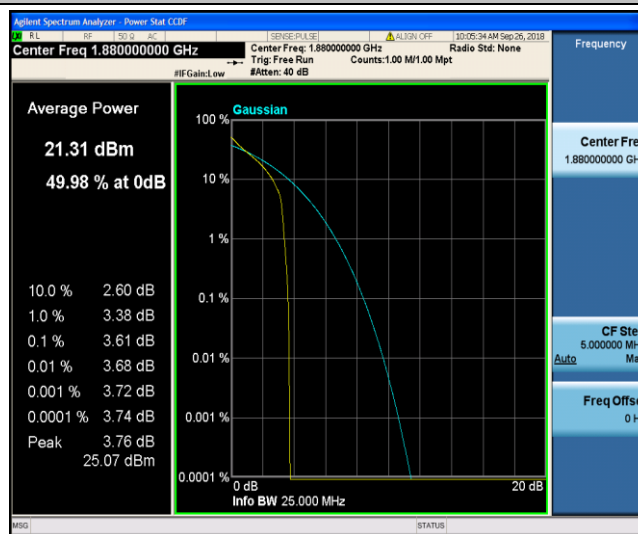 Agilent Spectrum Analyzer - Power Stat CCDF
RL RF 50 Ω AC SENSE:PULSE ALIGN OFF 10:05:34 AM Sep 26, 2018
Center Freq 1.880000000 GHz
Center Freq: 1.880000000 GHz Radio Std: None
Trig: Free Run Counts:1.00 M/1.00 Mpt
#IFGain:Low #Atten: 40 dB
Frequency
Average Power
21.31 dBm
49.98 % at 0dB
10.0 % 2.60 dB
1.0 % 3.38 dB
0.1 % 3.61 dB
0.01 % 3.68 dB
0.001 % 3.72 dB
0.0001 % 3.74 dB
Peak 3.76 dB
25.07 dBm
Gaussian
100 %
10 %
1 %
0.1 %
0.01 %
0.001 %
0.0001 %
0 dB 20 dB
Info BW 25.000 MHz
Center Fre
1.880000000 GH
CF Ste
5.000000 MH
Auto Ma
Freq Offse
0 H
MSG STATUS